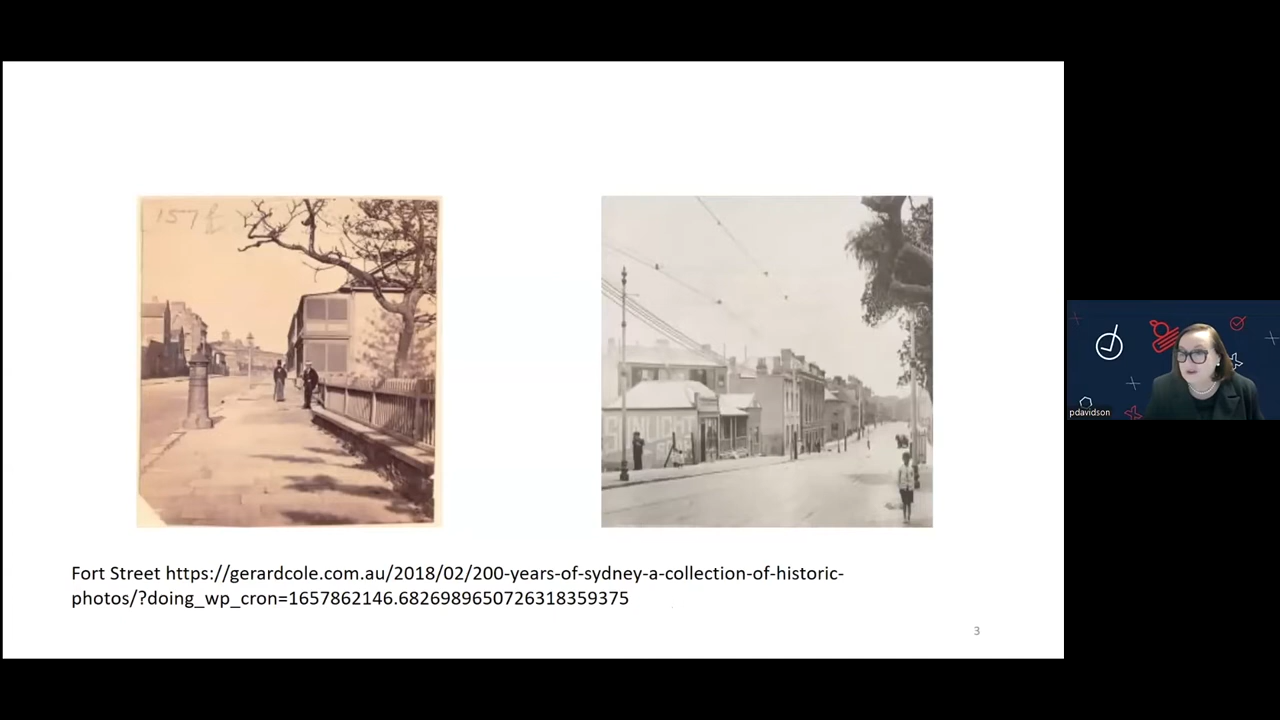 157
pdavidson
Fort Street https://gerardcole.com.au/2018/02/200-years-of-sydney-a-collection-of-historic-
photos/?doing_wp_cron=1657862146.6826989650726318359375
3